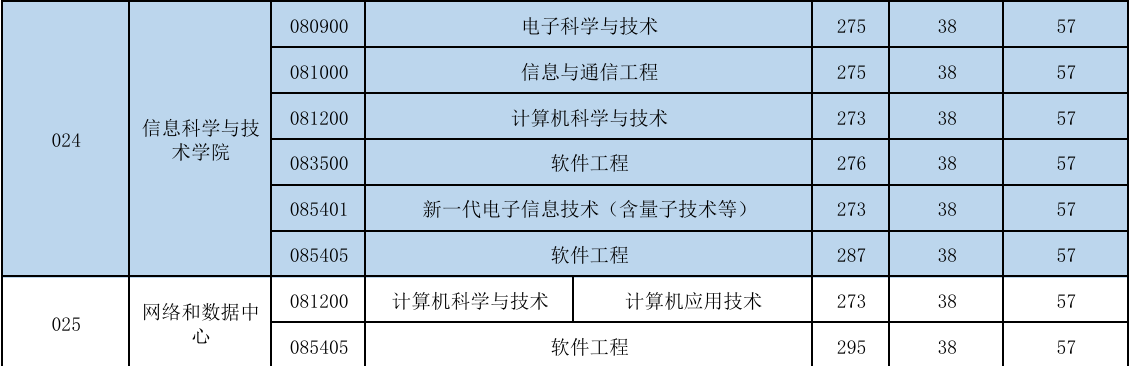 024 信息科学与技术学院 080900 电子科学与技术 275 38 57
081000 信息与通信工程 275 38 57
081200 计算机科学与技术 273 38 57
083500 软件工程 276 38 57
085401 新一代电子信息技术（含量子技术等） 273 38 57
085405 软件工程 287 38 57
025 网络和数据中心 081200 计算机科学与技术 计算机应用技术 273 38 57
085405 软件工程 295 38 57